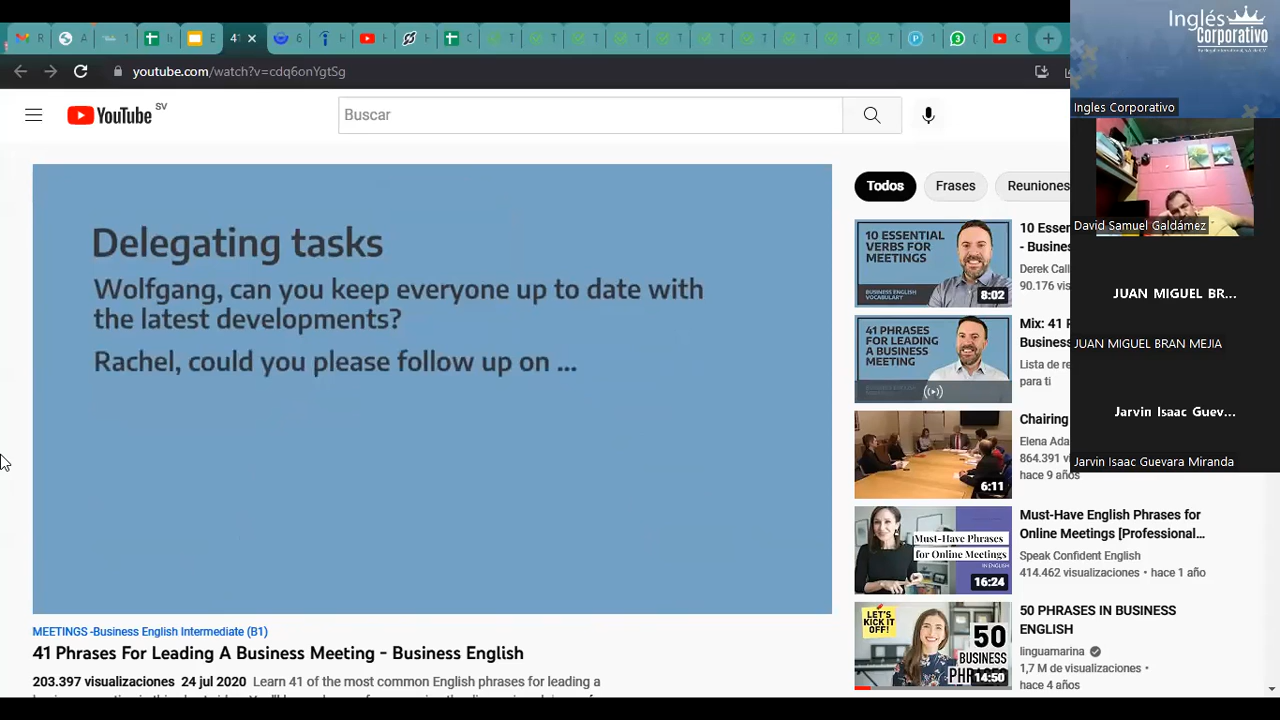 41
6
1
3
youtube.com/watch?v=cdq6onYgtSg
YouTube SV
Buscar
Delegating tasks
Wolfgang, can you keep everyone up to date with
the latest developments?
Rachel, could you please follow up on ...
MEETINGS -Business English Intermediate (B1)
41 Phrases For Leading A Business Meeting - Business English
203.397 visualizaciones 24 jul 2020 Learn 41 of the most common English phrases for leading a
Todos
Frases
Reuniones
10 ESSENTIAL
VERBS FOR
MEETINGS
BUSINESS ENGLISH
VOCABULARY
8:02
10 Essen
- Busines
Derek Call
90.176 vis
41 PHRASES
FOR LEADING
A BUSINESS
MEETING
Mix: 41 P
Business
Lista de re
para ti
6:11
Chairing
Elena Ada
864.391 v
hace 9 años
Must-Have Phrases
for Online Meetings
IN ENGLISH
16:24
Must-Have English Phrases for
Online Meetings [Professional...
Speak Confident English
414.462 visualizaciones • hace 1 año
LET'S
KICK IT
OFF!
50
BUSINESS
PHRASES
14:50
50 PHRASES IN BUSINESS
ENGLISH
linguamarina
1,7 M de visualizaciones •
hace 4 años
Inglés
Corporativo
Ingles Corporativo
David Samuel Galdámez
JUAN MIGUEL BR...
JUAN MIGUEL BRAN MEJIA
Jarvin Isaac Guev...
Jarvin Isaac Guevara Miranda